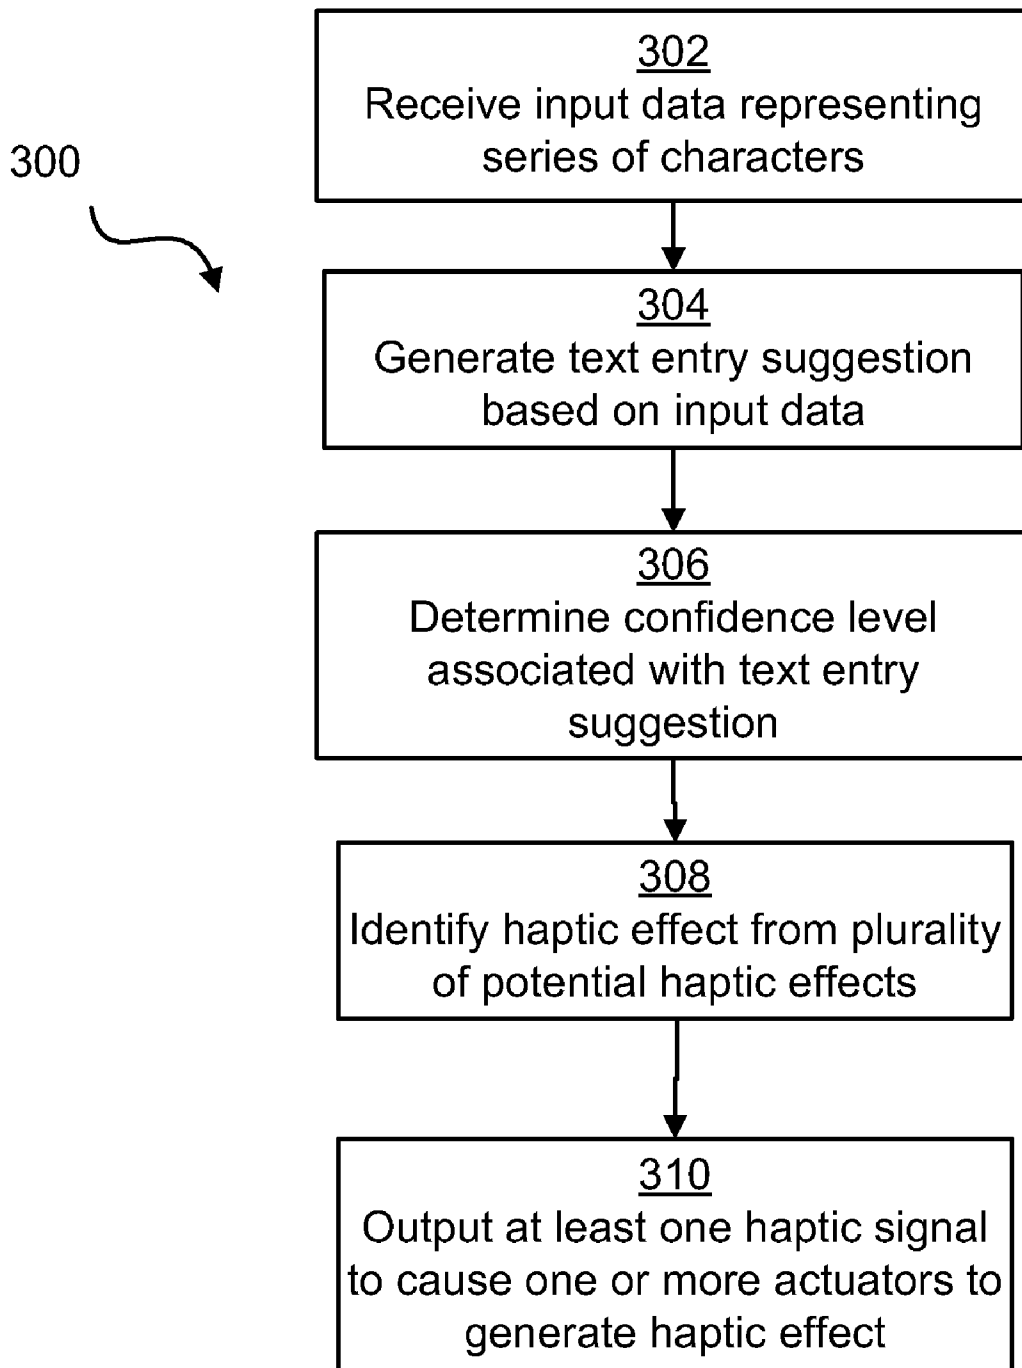 302
Receive input data representing
series of characters
300
304
Generate text entry suggestion
based on input data
306
Determine confidence level
associated with text entry
suggestion
308
Identify haptic effect from plurality
of potential haptic effects
310
Output at least one haptic signal
to cause one or more actuators to
generate haptic effect